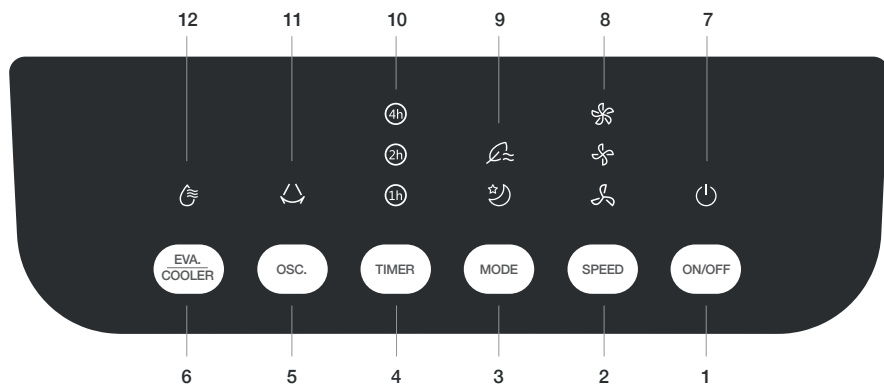 12 11 10 9 8 7
4h
2h
1h
EVA.
COOLER
OSC. TIMER MODE SPEED ON/OFF
6 5 4 3 2 1